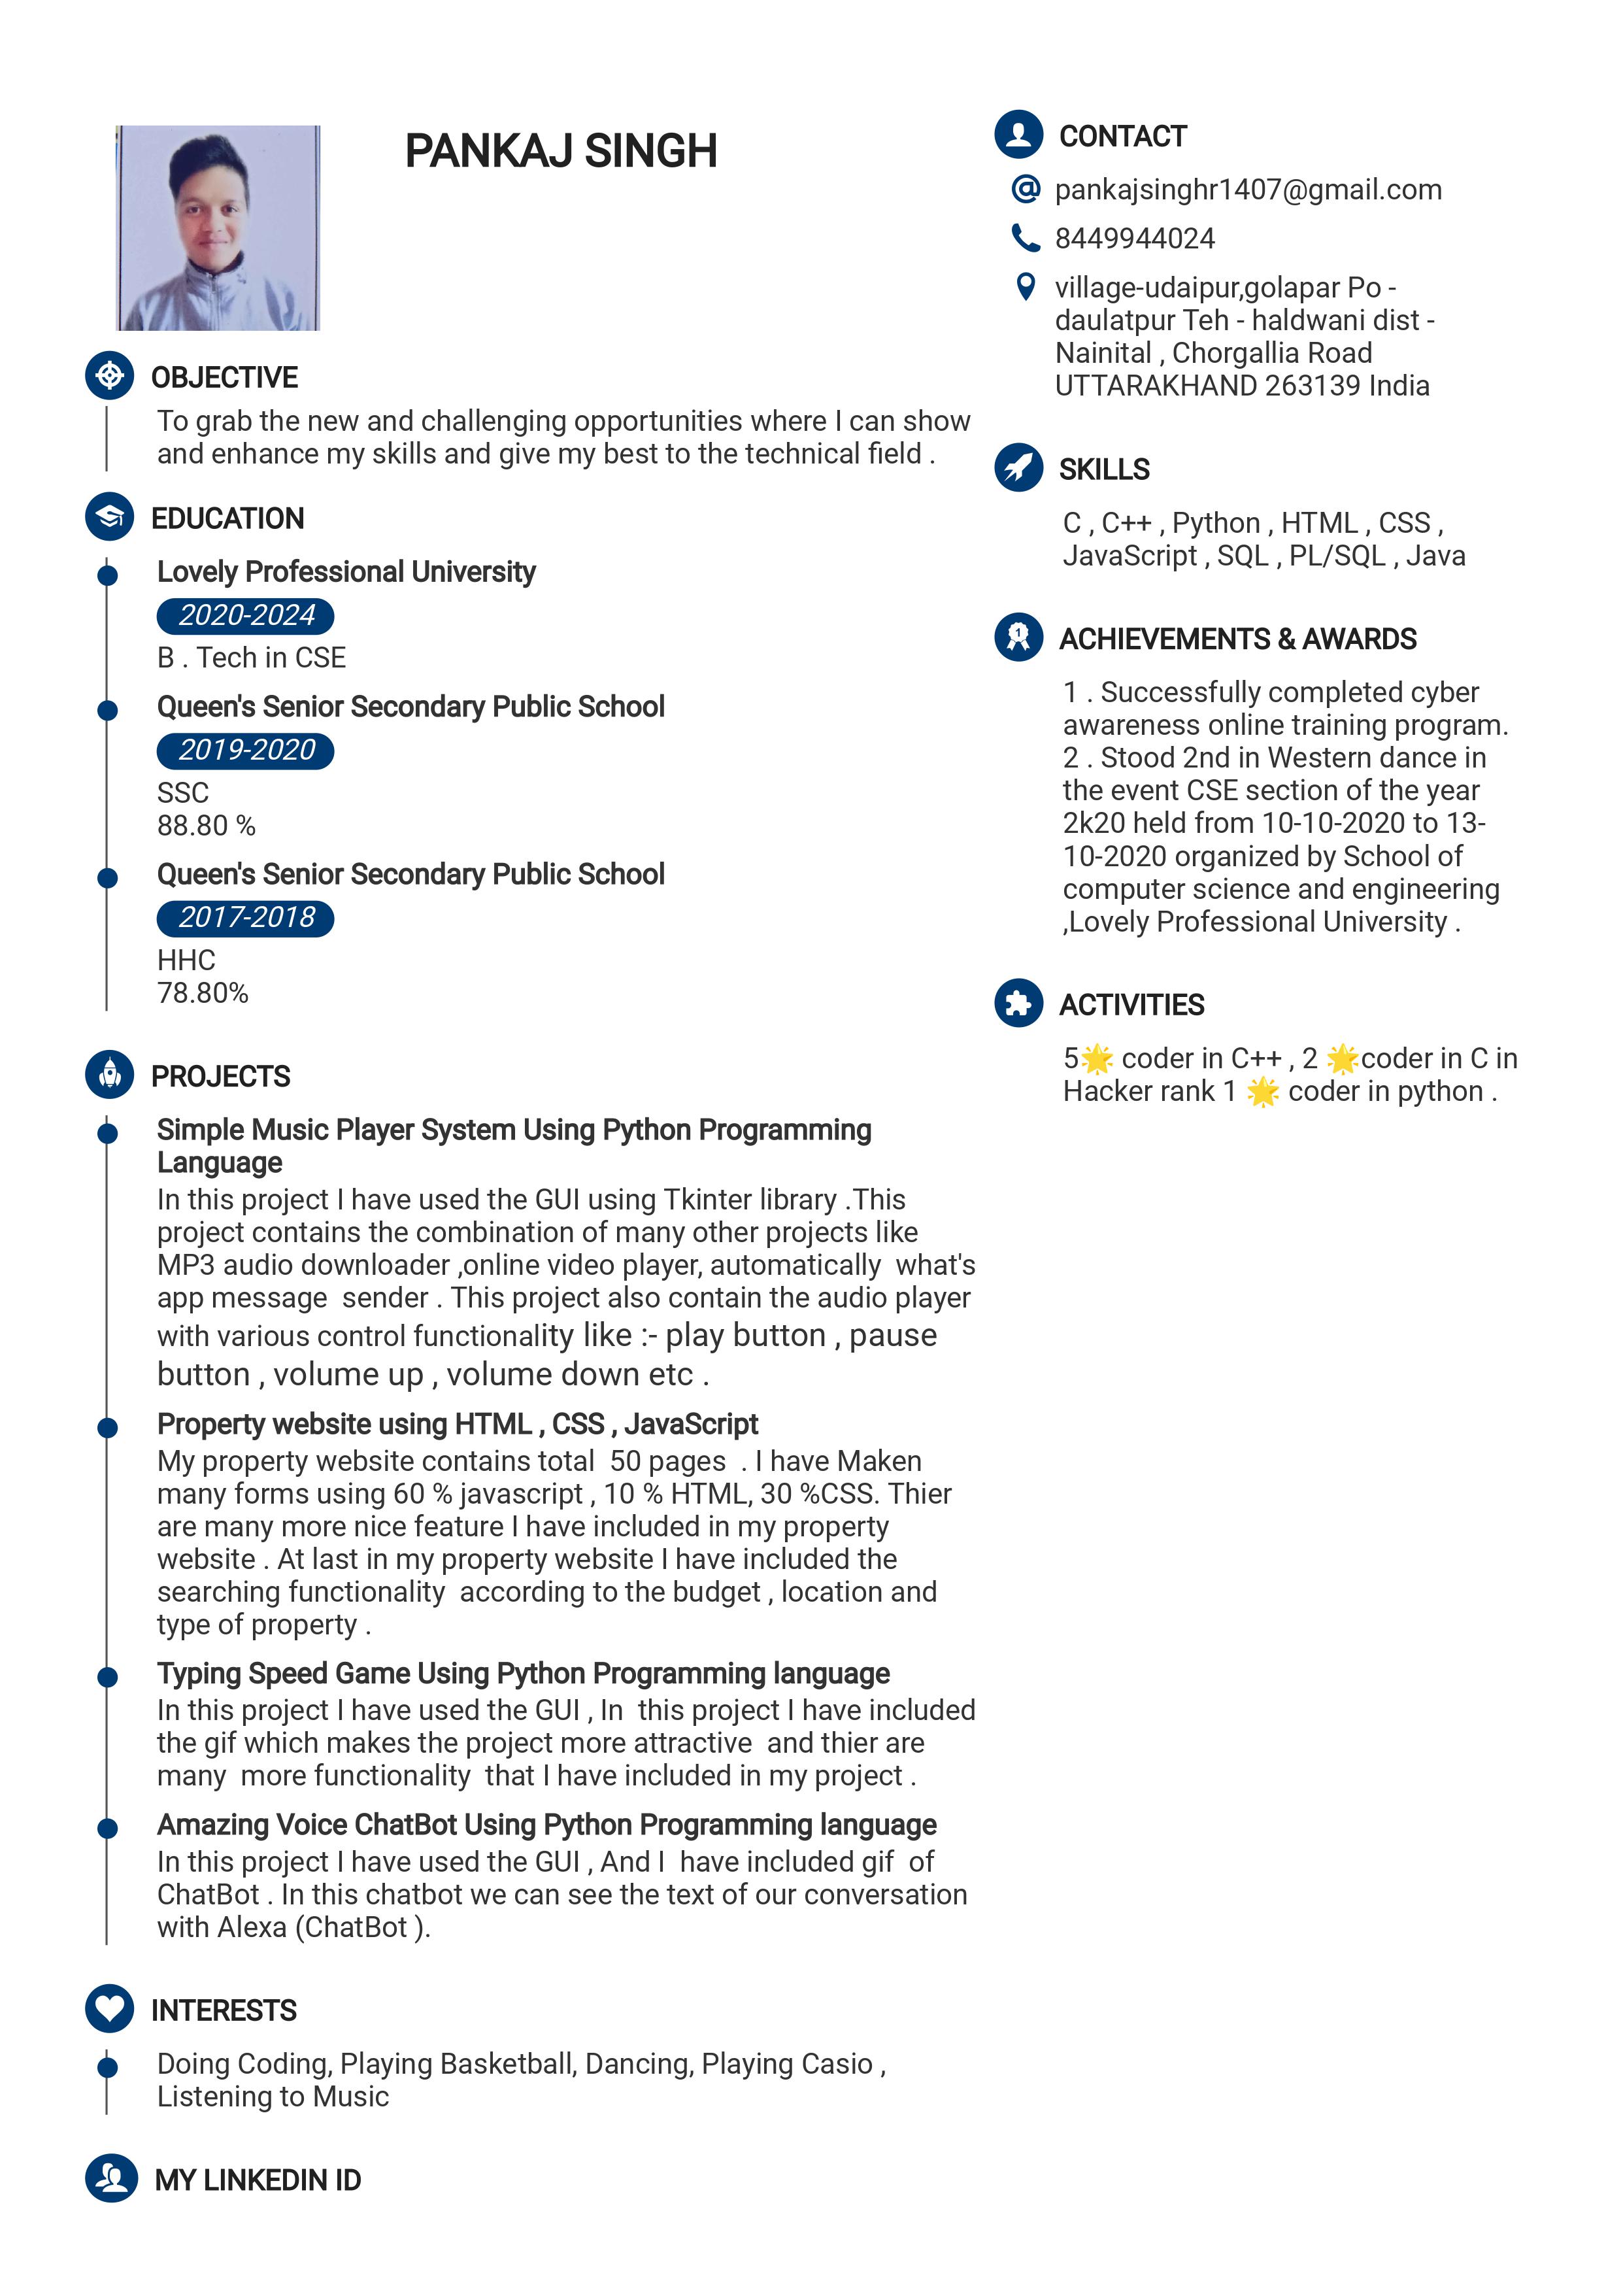 PANKAJ SINGH
OBJECTIVE
To grab the new and challenging opportunities where I can show
and enhance my skills and give my best to the technical field .
EDUCATION
Lovely Professional University
2020-2024
B . Tech in CSE
Queen's Senior Secondary Public School
2019-2020
SSC
88.80 %
Queen's Senior Secondary Public School
2017-2018
HHC
78.80%
PROJECTS
Simple Music Player System Using Python Programming
Language
In this project I have used the GUI using Tkinter library .This
project contains the combination of many other projects like
MP3 audio downloader ,online video player, automatically  what's
app message  sender . This project also contain the audio player
with various control functionality like :- play button , pause
button , volume up , volume down etc .
Property website using HTML , CSS , JavaScript
My property website contains total  50 pages  . I have Maken
many forms using 60 % javascript , 10 % HTML, 30 %CSS. Thier
are many more nice feature I have included in my property
website . At last in my property website I have included the
searching functionality  according to the budget , location and
type of property .
Typing Speed Game Using Python Programming language
In this project I have used the GUI , In  this project I have included
the gif which makes the project more attractive  and thier are
many  more functionality  that I have included in my project .
Amazing Voice ChatBot Using Python Programming language
In this project I have used the GUI , And I  have included gif  of
ChatBot . In this chatbot we can see the text of our conversation
with Alexa (ChatBot ).
INTERESTS
Doing Coding, Playing Basketball, Dancing, Playing Casio ,
Listening to Music
MY LINKEDIN ID
CONTACT
pankajsinghr1407@gmail.com
8449944024
village-udaipur,golapar Po -
daulatpur Teh - haldwani dist -
Nainital , Chorgallia Road
UTTARAKHAND 263139 India
SKILLS
C , C++ , Python , HTML , CSS ,
JavaScript , SQL , PL/SQL , Java
ACHIEVEMENTS & AWARDS
1 . Successfully completed cyber
awareness online training program.
2 . Stood 2nd in Western dance in
the event CSE section of the year
2k20 held from 10-10-2020 to 13-
10-2020 organized by School of
computer science and engineering
,Lovely Professional University .
ACTIVITIES
5🌟 coder in C++ , 2 🌟coder in C in
Hacker rank 1 🌟 coder in python .